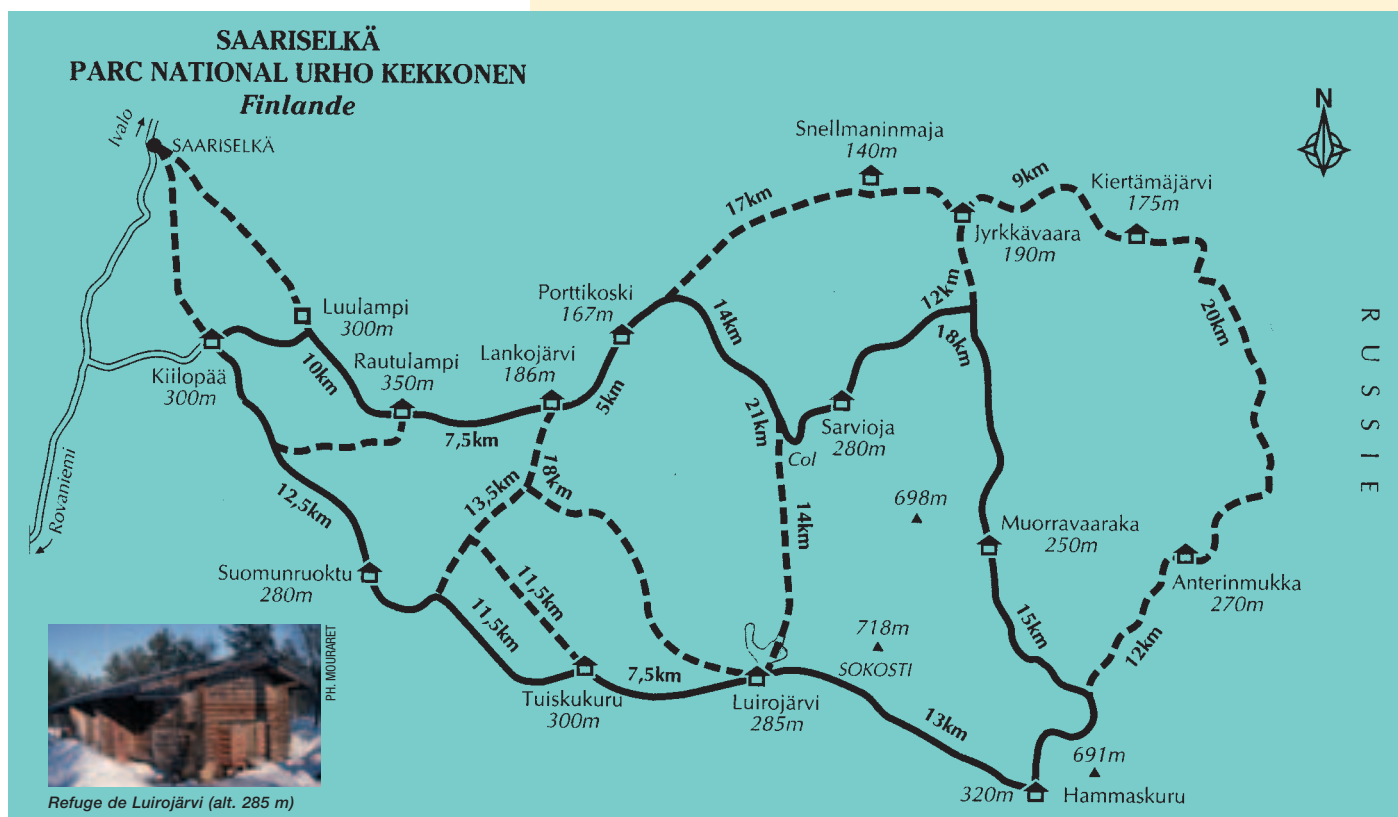 SAARISELKÄ
PARC NATIONAL URHO KEKKONEN
Finlande
N
Ivalo
SAARISELKÄ
Snellmaninmaja
140m
17km
9km
Kiertämäjärvi
175m
Jyrkkävaara
190m
Porttikoski
167m
Luulampi
300m
Rautulampi
350m
Lankojärvi
186m
Kiilopää
300m
10km
7,5km
5km
14km
21km
Col
Sarvioja
280m
12km
18km
20km
RUSSIE
Rovaniemi
12,5km
13,5km
18km
14km
698m
Muorravaaraka
250m
Anterinmukka
270m
Suomunruoktu
280m
11,5km
11,5km
Tuiskukuru
300m
7,5km
Luirojärvi
285m
718m
SOKOSTI
15km
12km
13km
691m
320m
Hammaskuru
PH. MOURARET
Refuge de Luirojärvi (alt. 285 m)